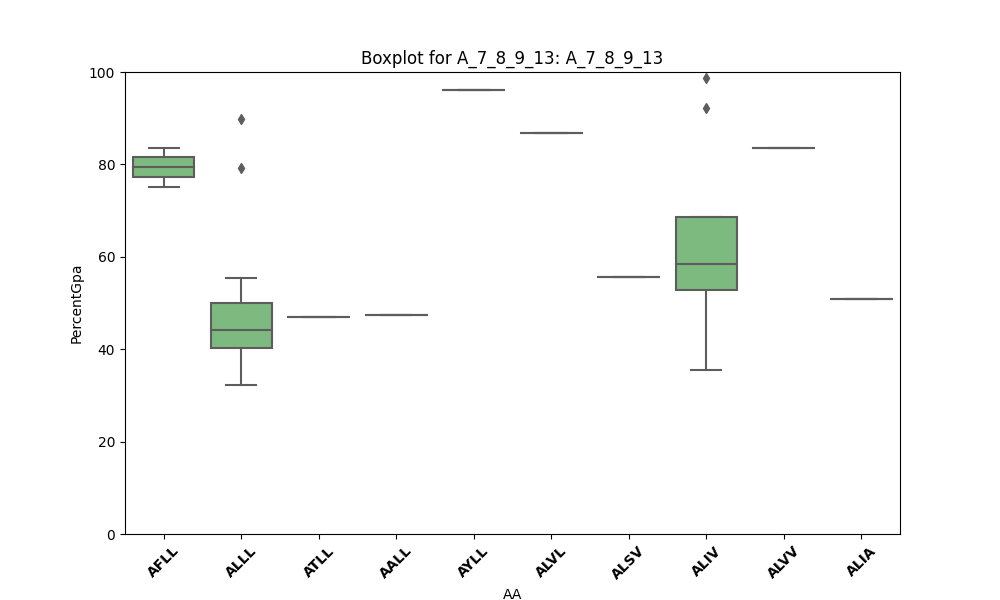 Boxplot for A_7_8_9_13: A_7_8_9_13
PercentGpa
100
80
60
40
20
0
AFLL
ALLL
ATLL
AALL
AYLL
ALVL
ALSV
ALIV
ALVV
ALIA
AA